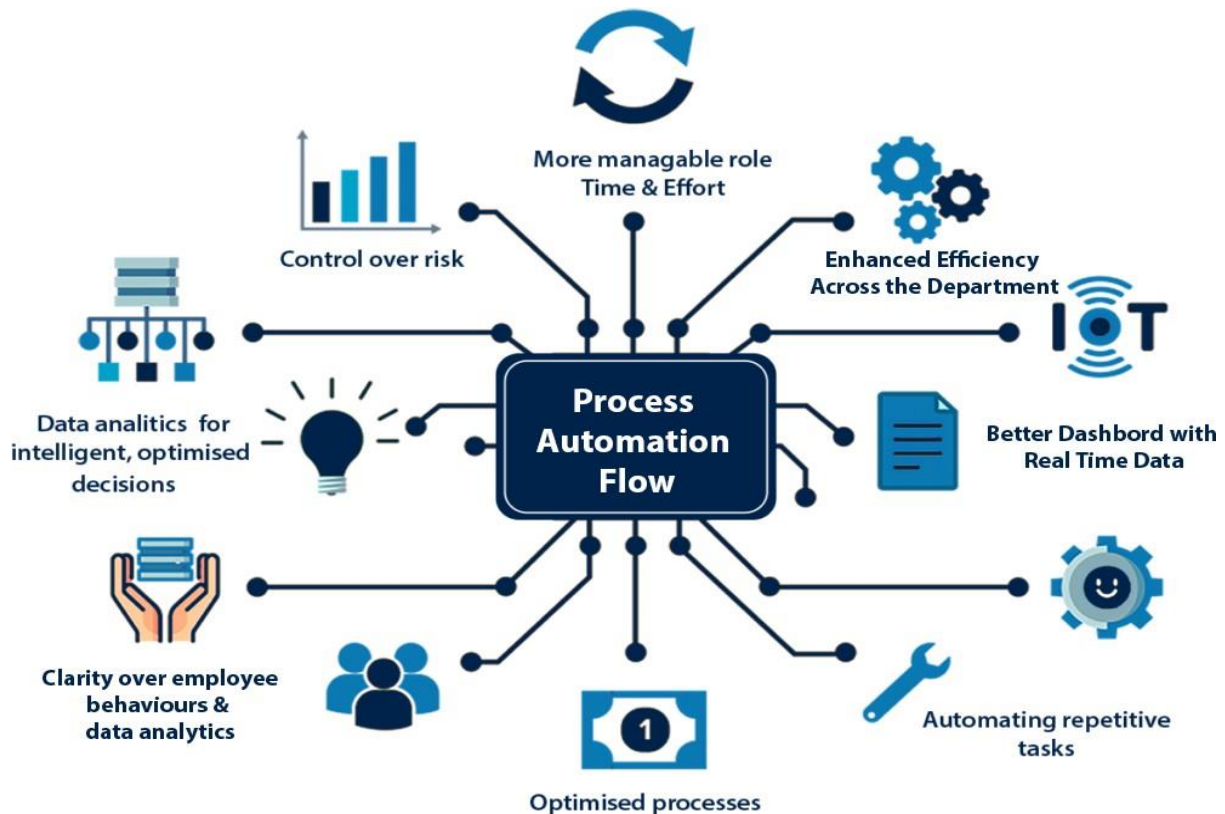 More managable role
Time & Effort
Control over risk
Enhanced Efficiency
Across the Department
IOT
Data analitics for
intelligent, optimised
decisions
Process
Automation
Flow
Better Dashbord with
Real Time Data
Clarity over employee
behaviours &
data analytics
1
Automating repetitive
tasks
Optimised processes